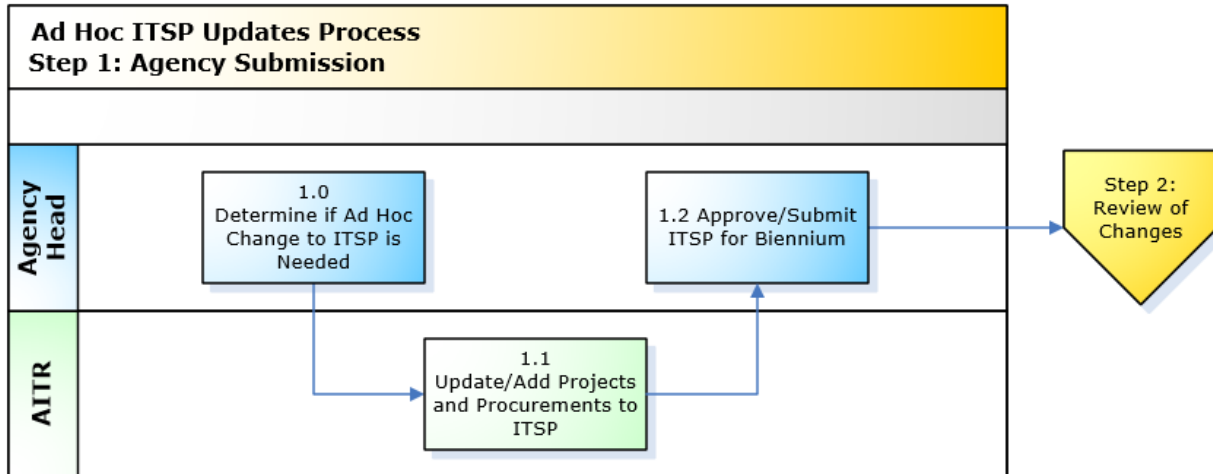 Ad Hoc ITSP Updates Process
Step 1: Agency Submission
Agency
Head
1.0
Determine if Ad Hoc
Change to ITSP is
Needed
1.2 Approve/Submit
ITSP for Biennium
Step 2:
Review of
Changes
AITR
1.1
Update/Add Projects
and Procurements to
ITSP